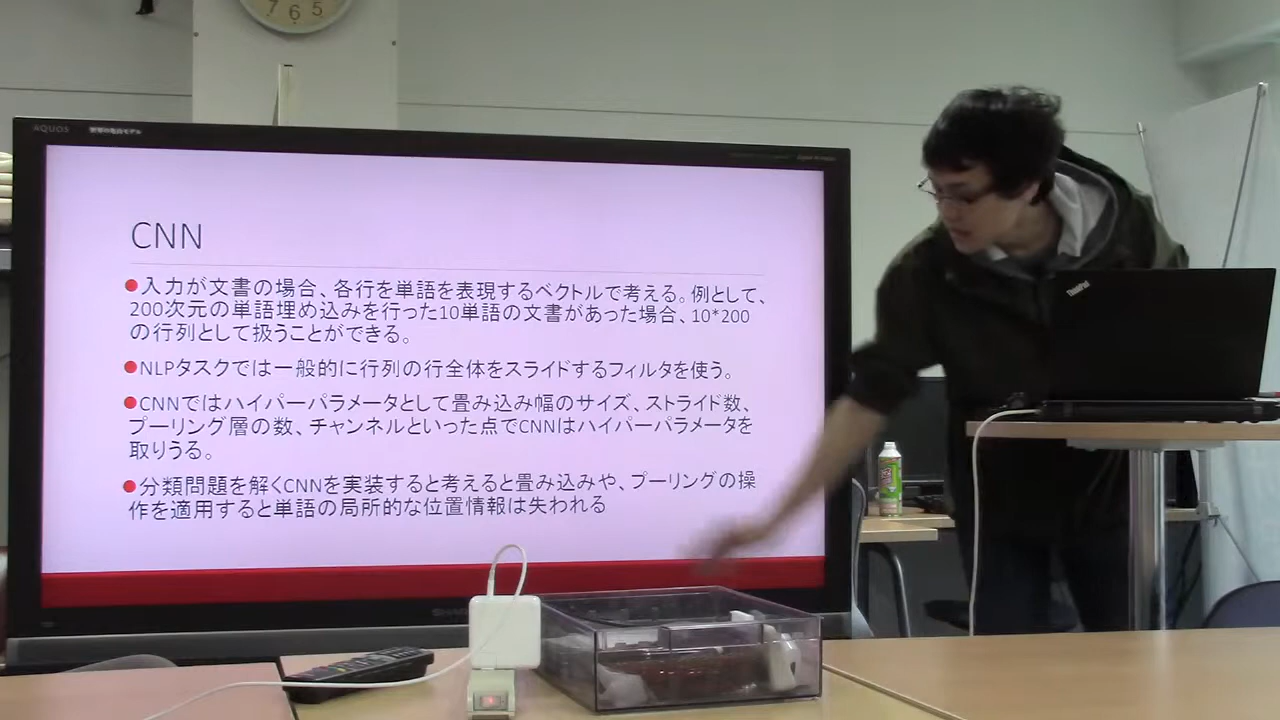 7 6 5
AQUOS
CNN
●入力が文書の場合、各行を単語を表現するベクトルで考える。例として、
200次元の単語埋め込みを行った10単語の文書があった場合、10*200
の行列として扱うことができる。
●NLPタスクでは一般的に行列の行全体をスライドするフィルタを使う。
●CNNではハイパーパラメータとして畳み込み幅のサイズ、ストライド数、
プーリング層の数、チャンネルといった点でCNNはハイパーパラメータを
取りうる。
●分類問題を解くCNNを実装すると考えると畳み込みや、プーリングの操
作を適用すると単語の局所的な位置情報は失われる
SHARP
ThinkPad